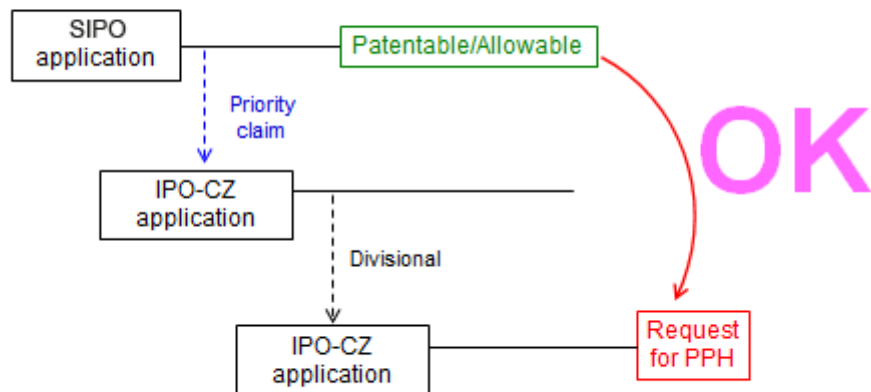 SIPO
application
Patentable/Allowable
Priority
claim
OK
IPO-CZ
application
Divisional
IPO-CZ
application
Request
for PPH